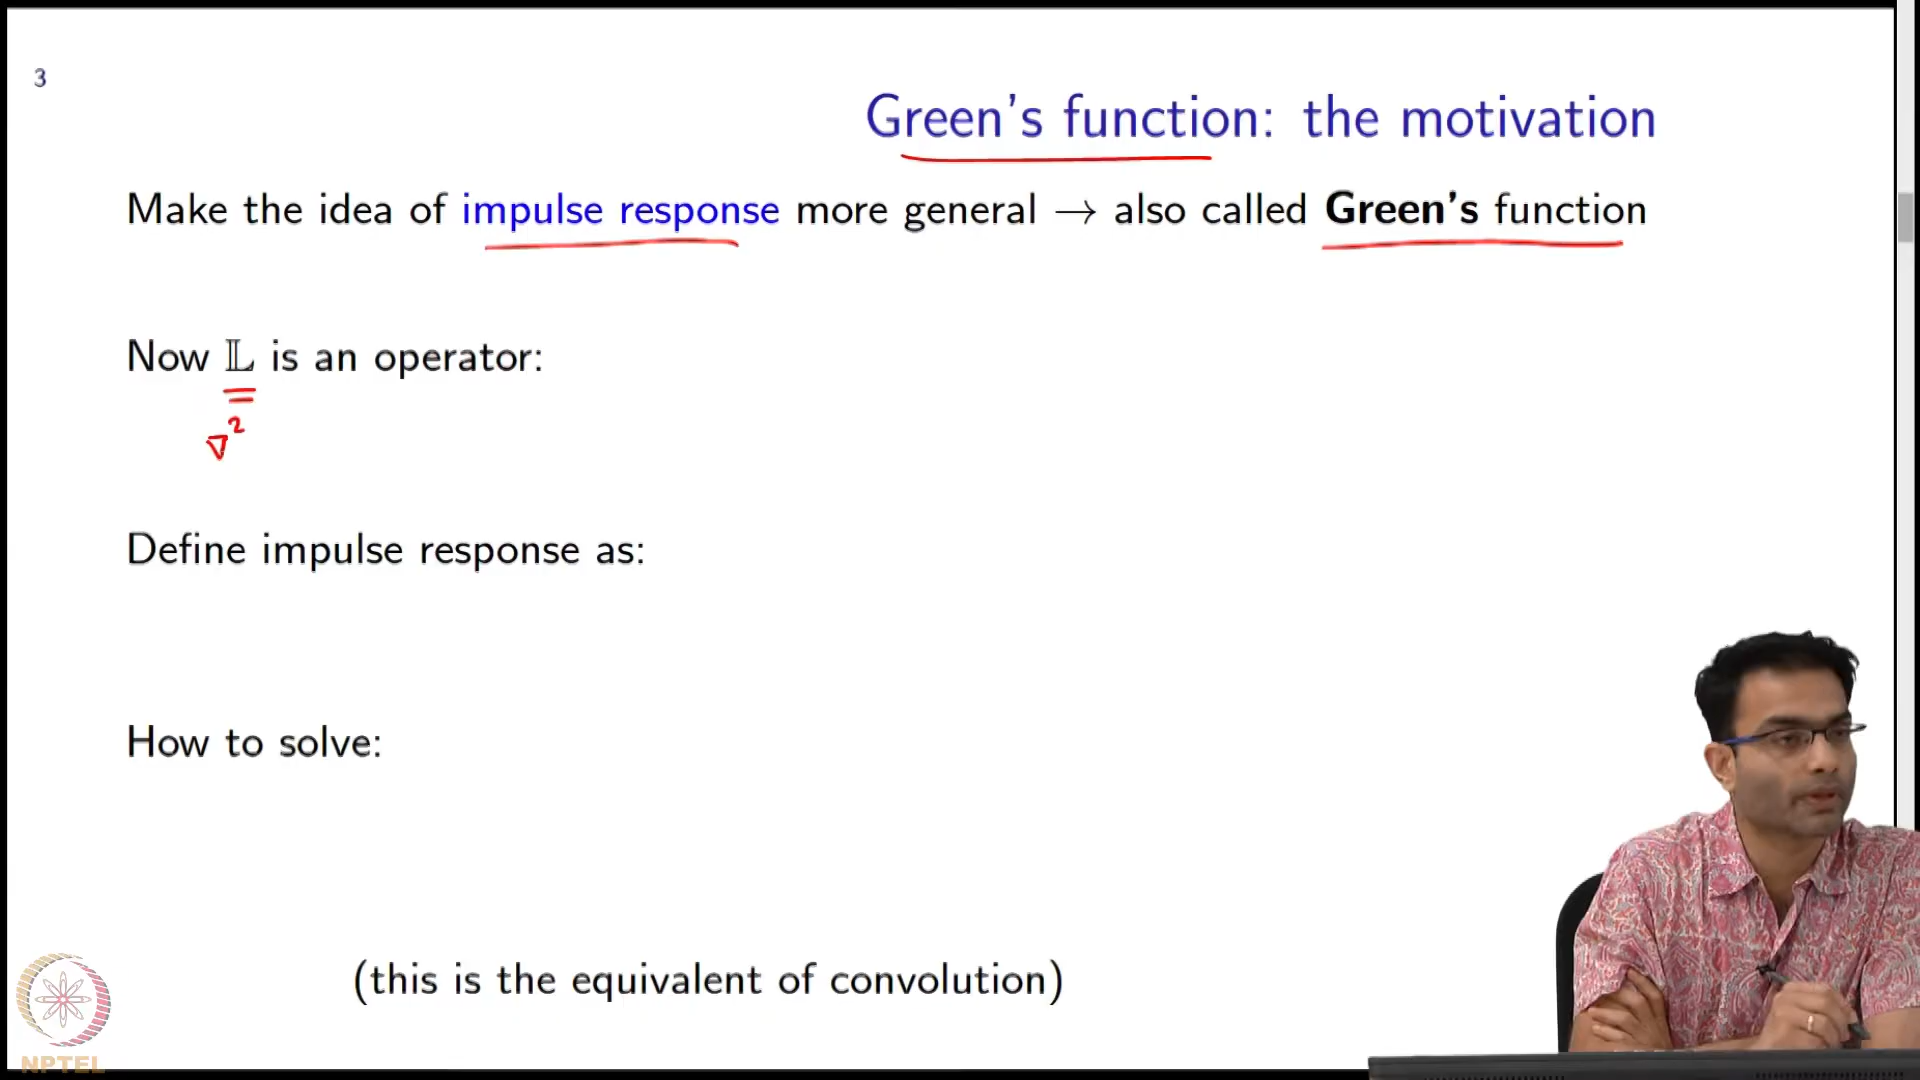 3
Green's function: the motivation
Make the idea of impulse response more general → also called Green's function
Now 𝕃 is an operator:
∇²
Define impulse response as:
How to solve:
(this is the equivalent of convolution)
NPTEL